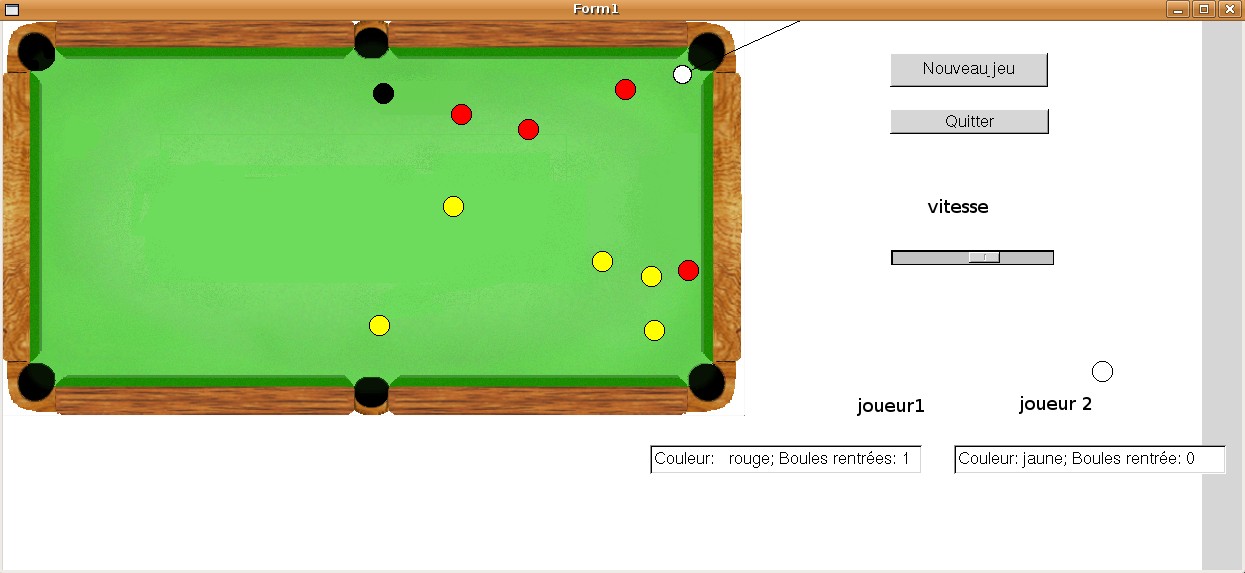 Form1
Nouveau jeu
Quitter
vitesse
joueur1
joueur 2
Couleur: rouge; Boules rentrées: 1
Couleur: jaune; Boules rentrée: 0